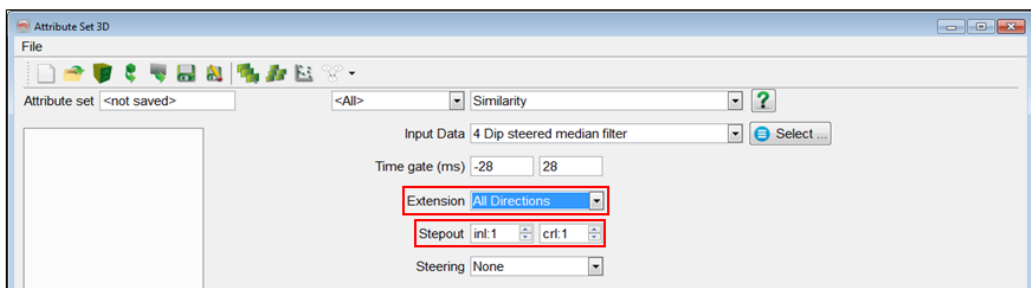 Attribute Set 3D
File
Attribute set <not saved> <All> Similarity ?
Input Data 4 Dip steered median filter Select ...
Time gate (ms) -28 28
Extension All Directions
Stepout inl:1 crl:1
Steering None